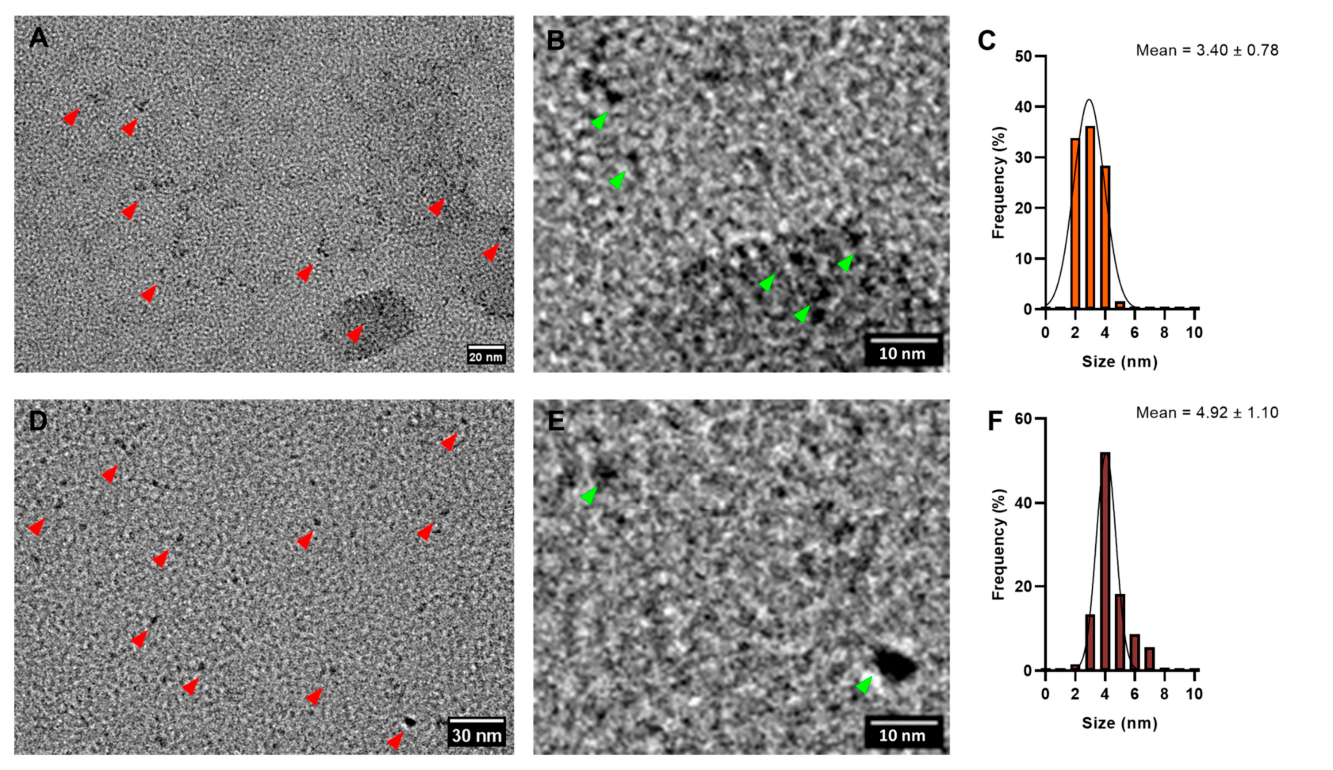 A
20 nm
B
10 nm
C
Mean = 3.40 ± 0.78
50
40
30
20
10
0
Frequency (%)
0 2 4 6 8 10
Size (nm)
D
30 nm
E
10 nm
F
Mean = 4.92 ± 1.10
60
40
20
0
Frequency (%)
0 2 4 6 8 10
Size (nm)